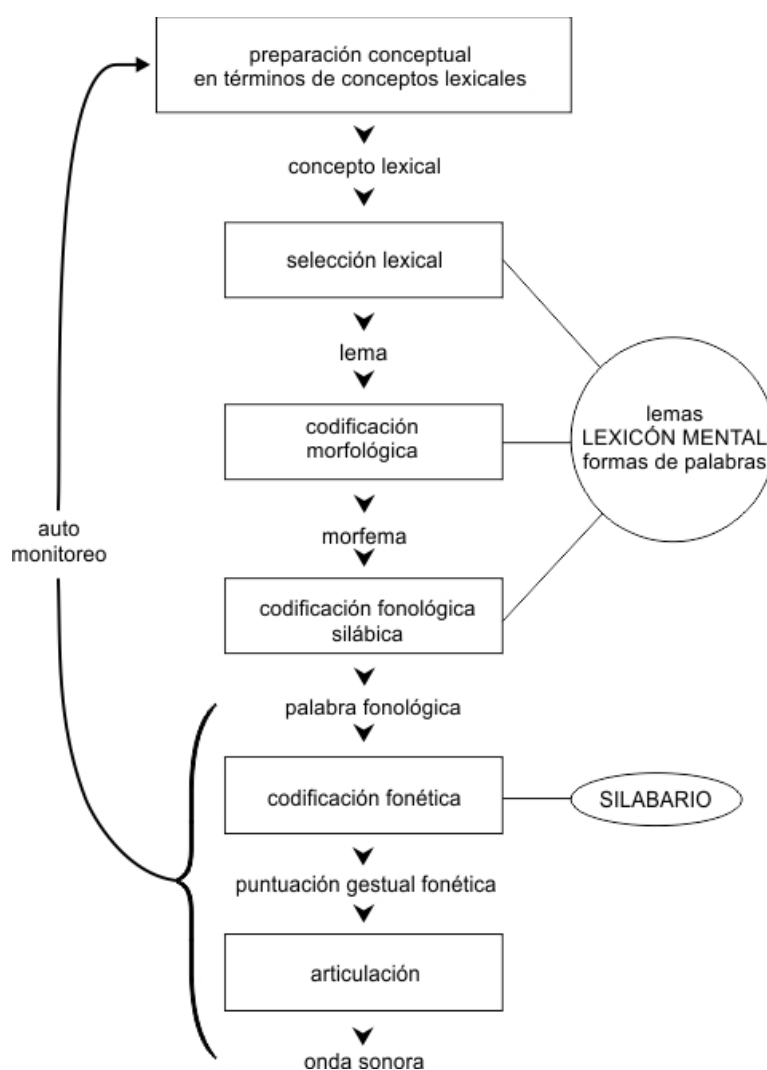 preparación conceptual
en términos de conceptos lexicales
concepto lexical
selección lexical
lema
codificación
morfológica
lemas
LEXICÓN MENTAL
formas de palabras
morfema
auto
monitoreo
codificación fonológica
silábica
palabra fonológica
codificación fonética
SILABARIO
puntuación gestual fonética
articulación
onda sonora